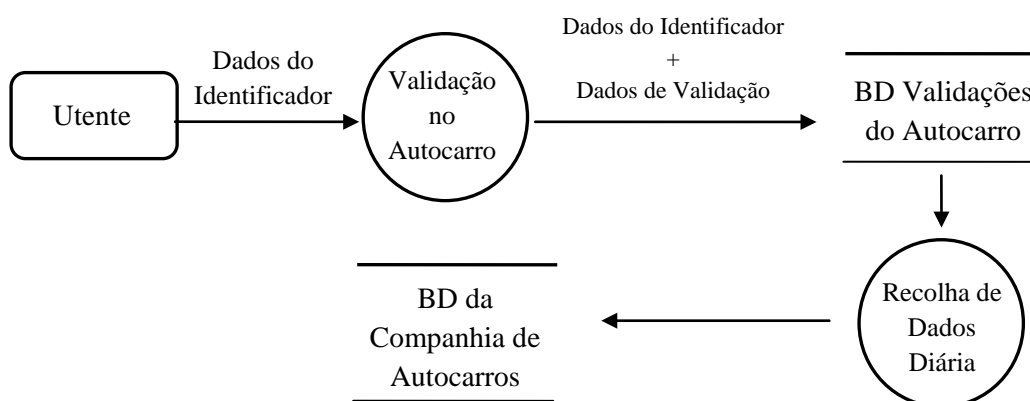 Utente
Dados do
Identificador
Validação
no
Autocarro
Dados do Identificador
+
Dados de Validação
BD Validações
do Autocarro
Recolha de
Dados
Diária
BD da
Companhia de
Autocarros